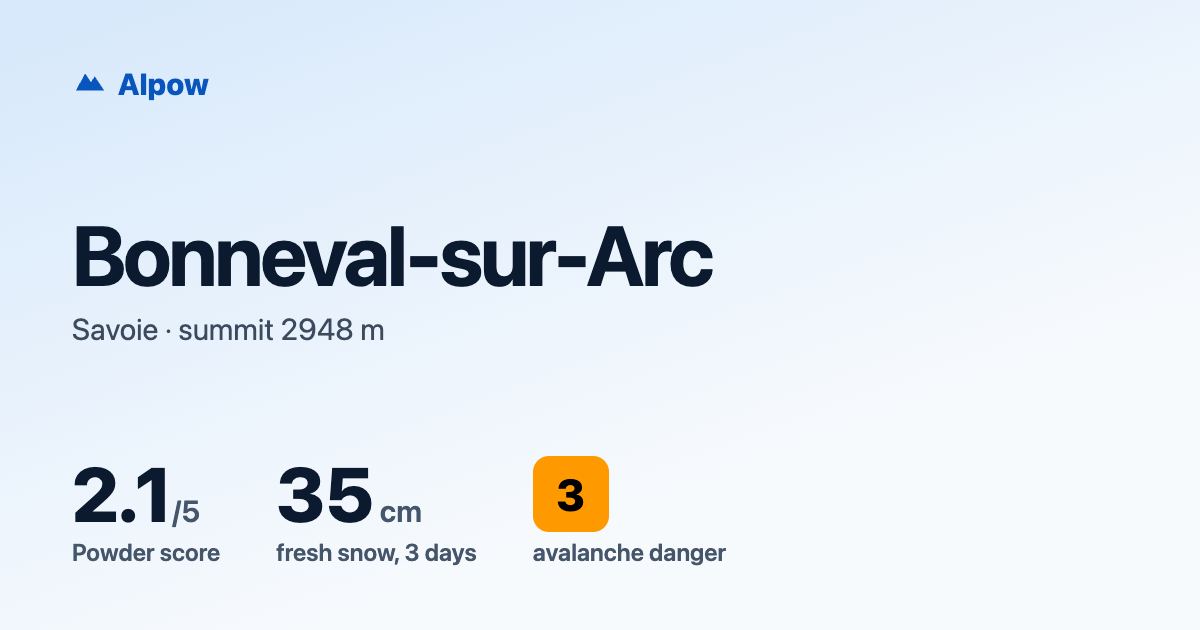 Alpow
Bonneval-sur-Arc
Savoie · summit 2948 m
2.1/5 35 cm 3
Powder score fresh snow, 3 days avalanche danger